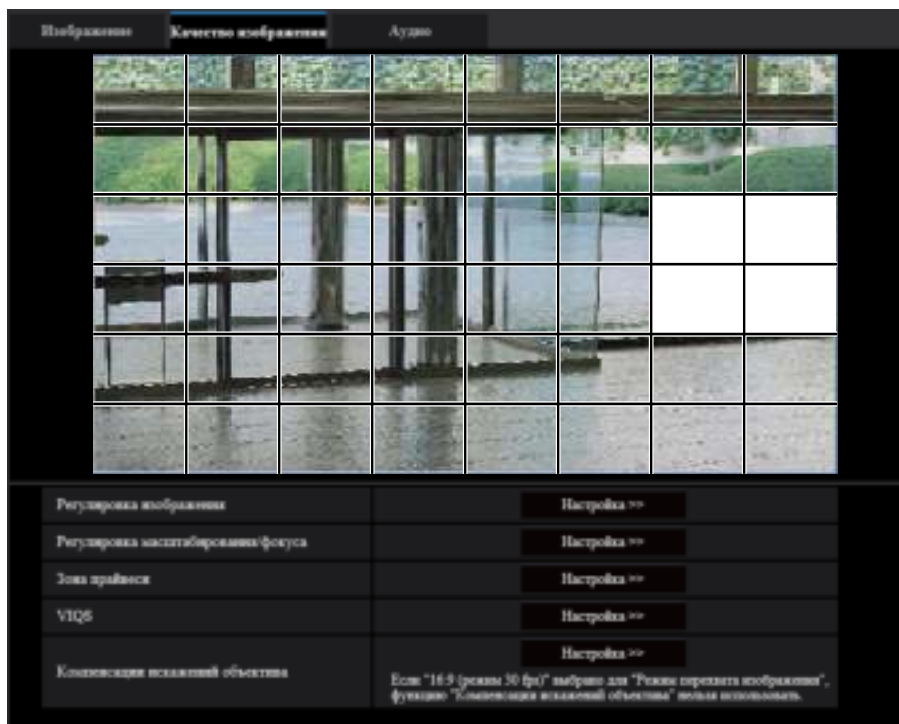 Изображение
Качество изображения
Аудио
Регулировка изображения
Настройка >>
Регулировка масштабирования/фокуса
Настройка >>
Зона прайвеси
Настройка >>
VIQS
Настройка >>
Компенсация искажений объектива
Настройка >>
Если "16:9 (режим 30 fps)" выбрано для "Режим перехвата изображения",
функцию "Компенсация искажений объектива" нельзя использовать.